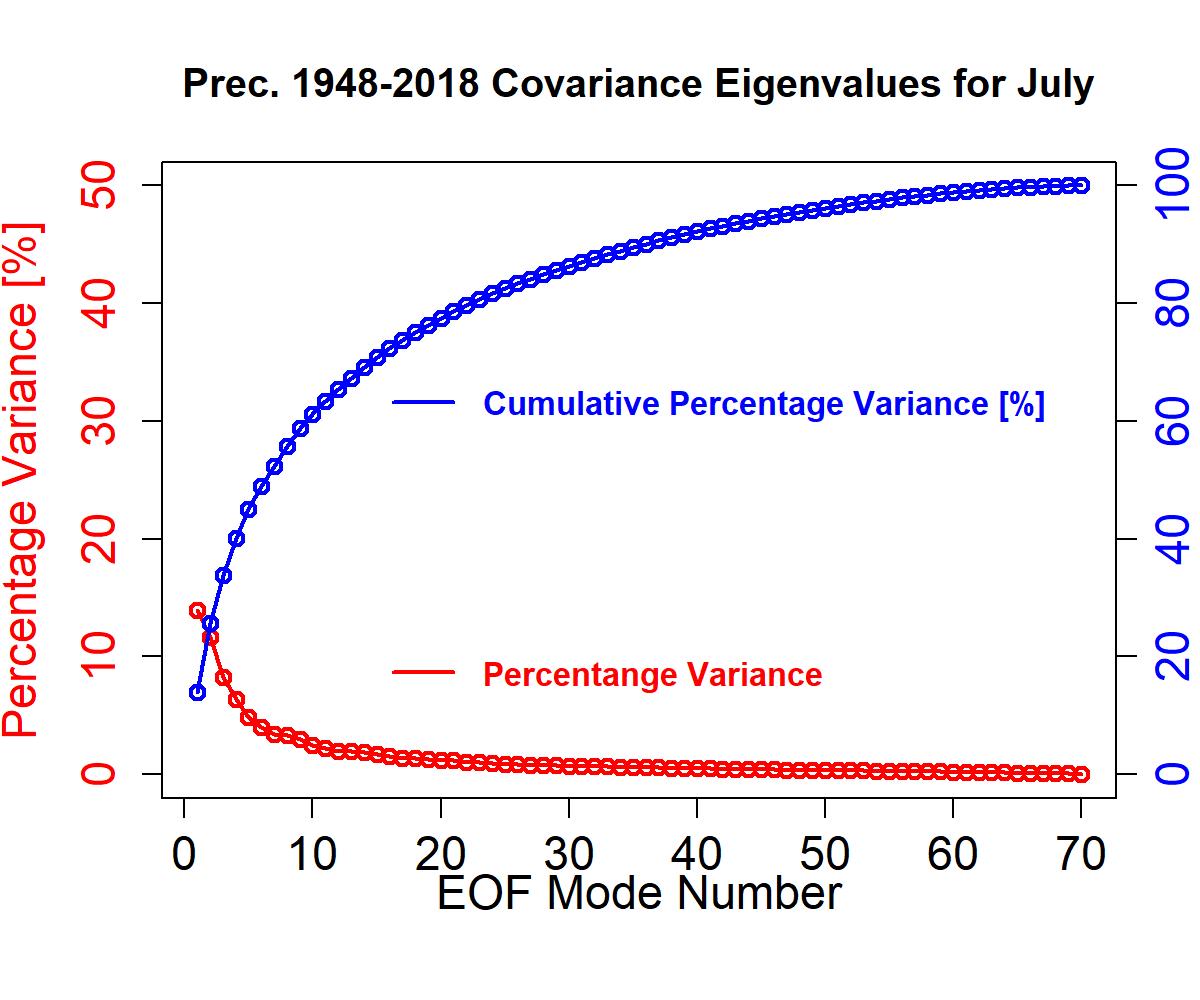 Prec. 1948-2018 Covariance Eigenvalues for July
Percentage Variance [%]
50
40
30
20
10
0
100
80
60
40
20
0
Cumulative Percentage Variance [%]
Percentange Variance
0 10 20 30 40 50 60 70
EOF Mode Number